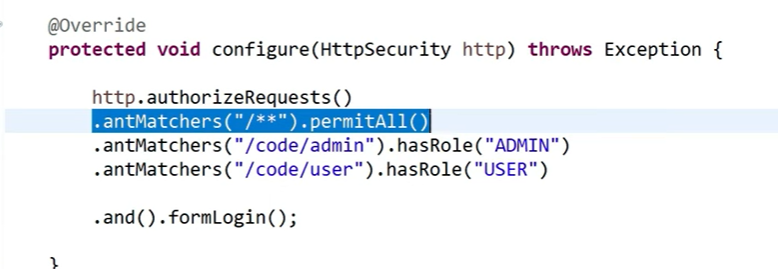 @Override
protected void configure(HttpSecurity http) throws Exception {
http.authorizeRequests()
.antMatchers("/**").permitAll()
.antMatchers("/code/admin").hasRole("ADMIN")
.antMatchers("/code/user").hasRole("USER")
.and().formLogin();
}